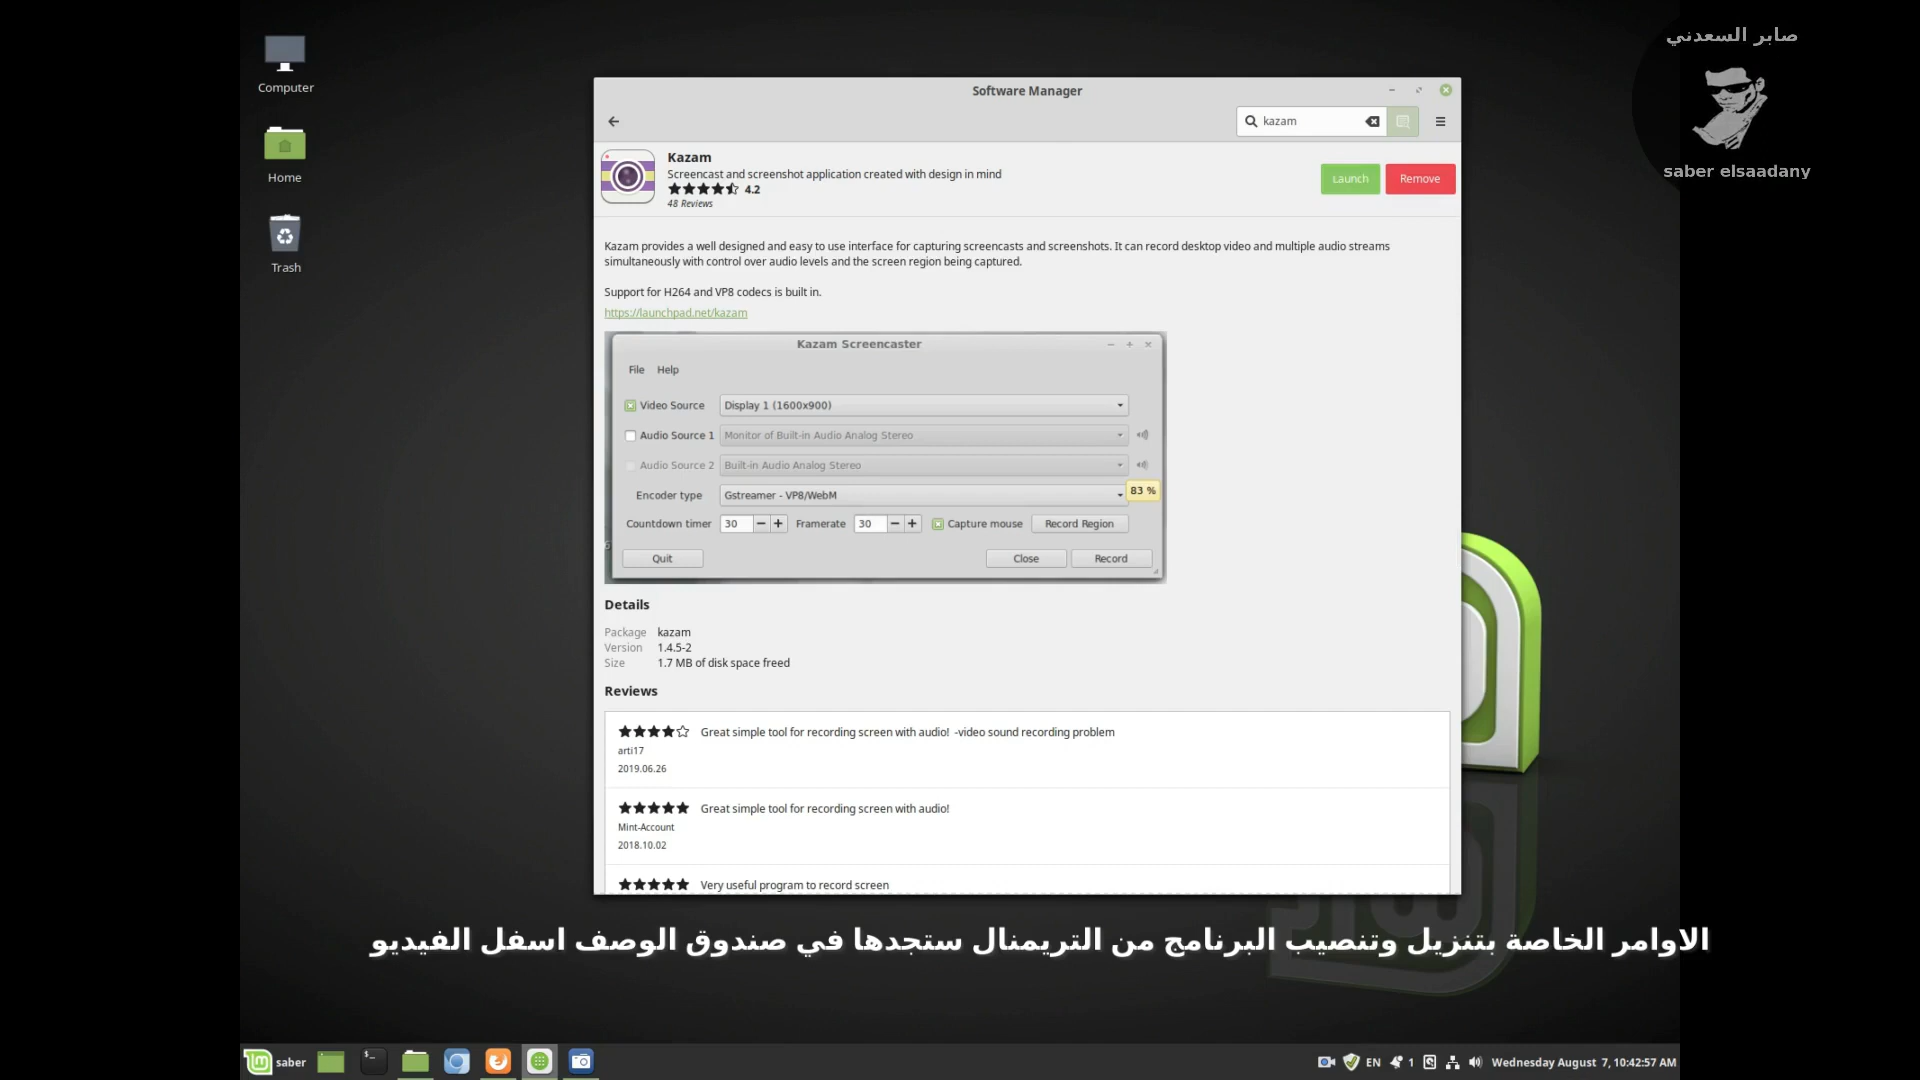 صابر السعدني
saber elsaadany
Computer
Home
Trash
Software Manager
kazam
Kazam
Screencast and screenshot application created with design in mind
4.2
48 Reviews
Launch
Remove
Kazam provides a well designed and easy to use interface for capturing screencasts and screenshots. It can record desktop video and multiple audio streams
simultaneously with control over audio levels and the screen region being captured.
Support for H264 and VP8 codecs is built in.
https://launchpad.net/kazam
Kazam Screencaster
File Help
Video Source Display 1 (1600x900)
Audio Source 1 Monitor of Built-in Audio Analog Stereo
Audio Source 2 Built-in Audio Analog Stereo
Encoder type Gstreamer - VP8/WebM
83 %
Countdown timer 30 Framerate 30 Capture mouse Record Region
Quit Close Record
Details
Package kazam
Version 1.4.5-2
Size 1.7 MB of disk space freed
Reviews
Great simple tool for recording screen with audio! -video sound recording problem
arti17
2019.06.26
Great simple tool for recording screen with audio!
Mint-Account
2018.10.02
Very useful program to record screen
الاوامر الخاصة بتنزيل وتنصيب البرنامج من التريمنال ستجدها في صندوق الوصف اسفل الفيديو
saber
EN 1 Wednesday August 7, 10:42:57 AM